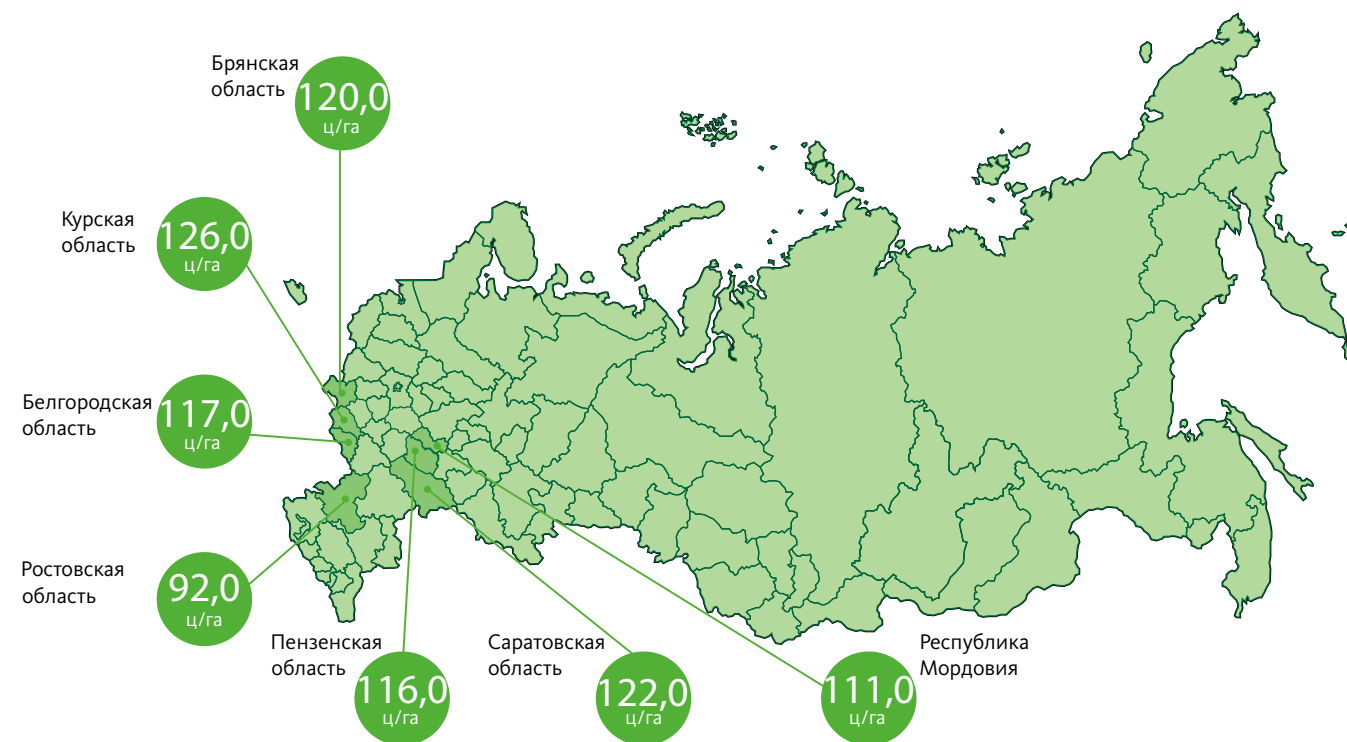 Брянская
область
120,0
ц/га
Курская
область
126,0
ц/га
Белгородская
область
117,0
ц/га
Ростовская
область
92,0
ц/га
Пензенская
область
116,0
ц/га
Саратовская
область
122,0
ц/га
Республика
Мордовия
111,0
ц/га